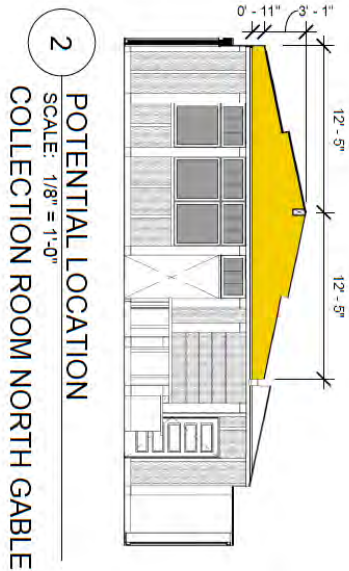 0' - 11"
3' - 1"
12' - 5"
12' - 5"
2
POTENTIAL LOCATION
SCALE: 1/8" = 1'-0"
COLLECTION ROOM NORTH GABLE